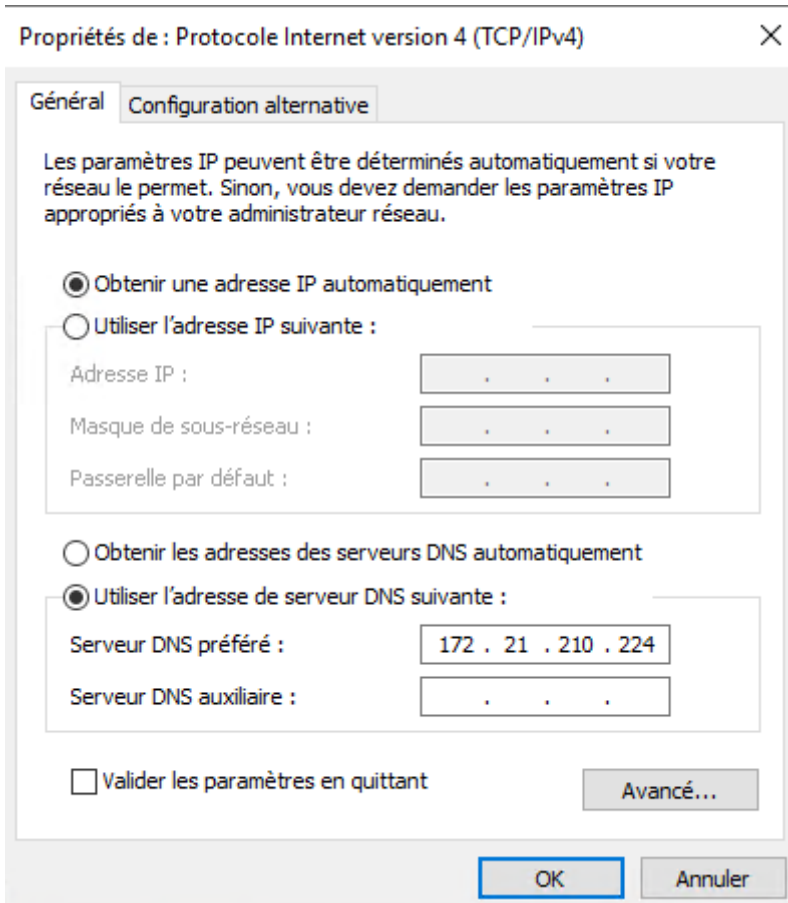 Propriétés de : Protocole Internet version 4 (TCP/IPv4)
Général
Configuration alternative
Les paramètres IP peuvent être déterminés automatiquement si votre
réseau le permet. Sinon, vous devez demander les paramètres IP
appropriés à votre administrateur réseau.
Obtenir une adresse IP automatiquement
Utiliser l'adresse IP suivante :
Adresse IP : . . .
Masque de sous-réseau : . . .
Passerelle par défaut : . . .
Obtenir les adresses des serveurs DNS automatiquement
Utiliser l'adresse de serveur DNS suivante :
Serveur DNS préféré : 172 . 21 . 210 . 224
Serveur DNS auxiliaire : . . .
Valider les paramètres en quittant
Avancé...
OK
Annuler